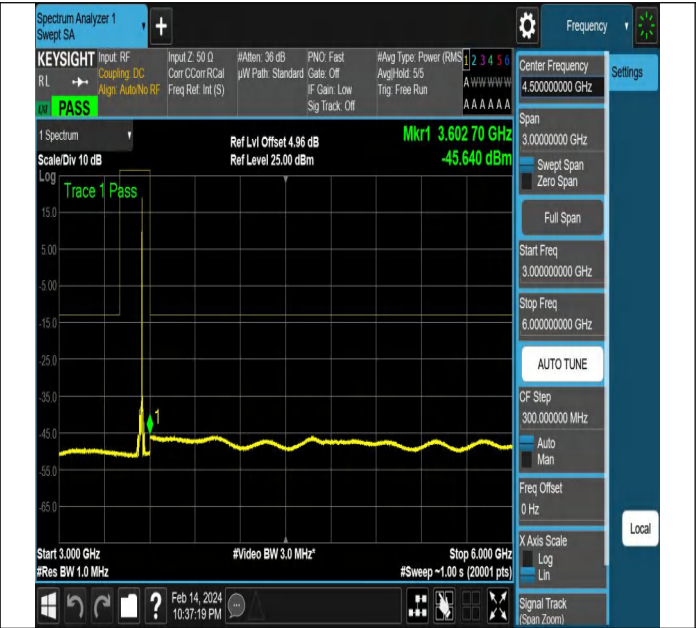 Spectrum Analyzer 1
Swept SA
+
Frequency
KEYSIGHT
RL
PASS
Input: RF
Coupling: DC
Align: Auto/No RF
Input Z: 50 Ω
Corr CCorr RCal
Freq Ref: Int (S)
#Atten: 36 dB
µW Path: Standard
PNO: Fast
Gate: Off
IF Gain: Low
Sig Track: Off
#Avg Type: Power (RMS
Avg|Hold: 5/5
Trig: Free Run
1 2 3 4 5 6
A W W W W W
A A A A A A
1 Spectrum
Scale/Div 10 dB
Ref Lvl Offset 4.96 dB
Ref Level 25.00 dBm
Mkr1 3.602 70 GHz
-45.640 dBm
Log
Trace 1 Pass
15.0
5.00
-5.00
-15.0
-25.0
-35.0
-45.0
-55.0
-65.0
1
Start 3.000 GHz
#Res BW 1.0 MHz
#Video BW 3.0 MHz*
Stop 6.000 GHz
#Sweep ~1.00 s (20001 pts)
Feb 14, 2024
10:37:19 PM
?
Center Frequency
4.500000000 GHz
Span
3.00000000 GHz
Swept Span
Zero Span
Full Span
Start Freq
3.000000000 GHz
Stop Freq
6.000000000 GHz
AUTO TUNE
CF Step
300.000000 MHz
Auto
Man
Freq Offset
0 Hz
X Axis Scale
Log
Lin
Signal Track
(Span Zoom)
Settings
Local